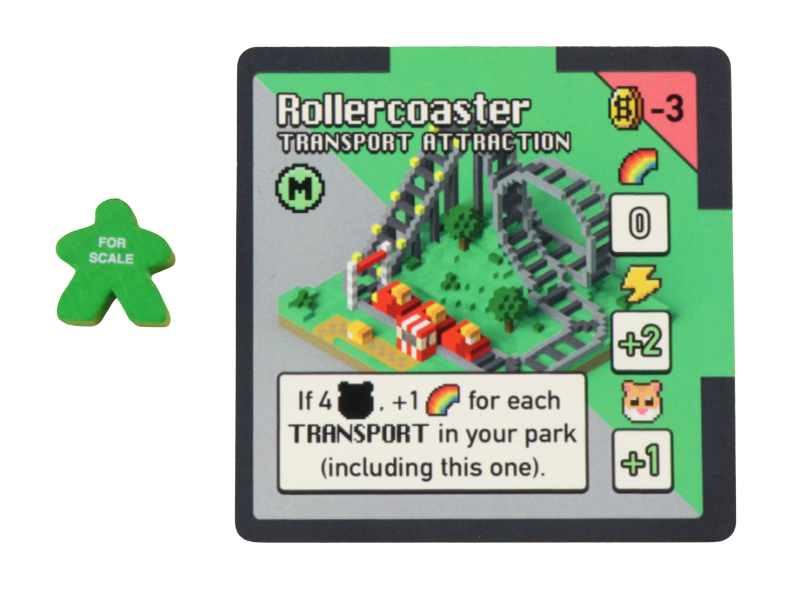 FOR
SCALE
Rollercoaster
TRANSPORT ATTRACTION
M
-3
0
+2
+1
If 4 , +1 for each
TRANSPORT in your park
(including this one).